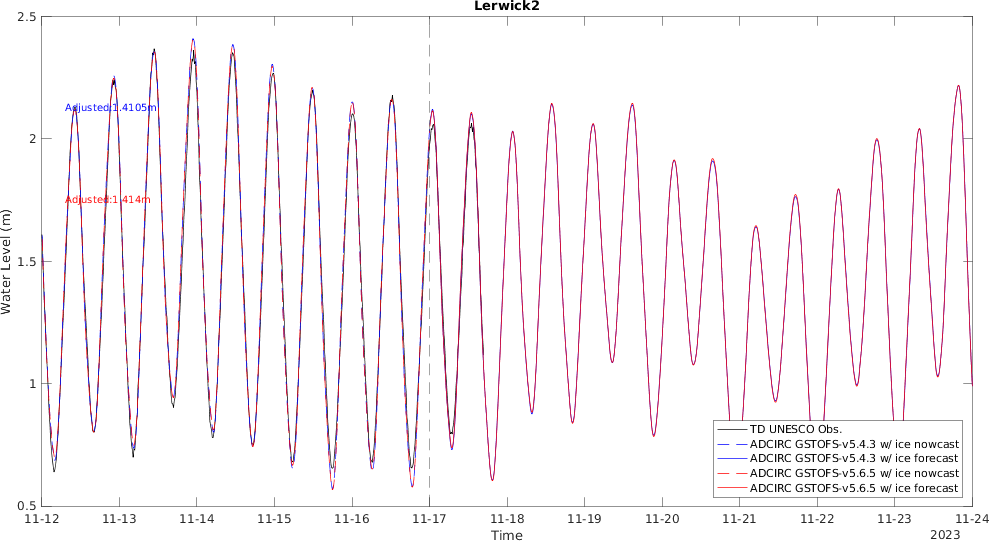 Lerwick2
2.5
2
1.5
1
0.5
Water Level (m)
Adjusted:1.4105m
Adjusted:1.414m
TD UNESCO Obs.
ADCIRC GSTOFS-v5.4.3 w/ ice nowcast
ADCIRC GSTOFS-v5.4.3 w/ ice forecast
ADCIRC GSTOFS-v5.6.5 w/ ice nowcast
ADCIRC GSTOFS-v5.6.5 w/ ice forecast
11-12 11-13 11-14 11-15 11-16 11-17 11-18 11-19 11-20 11-21 11-22 11-23 11-24
Time
2023